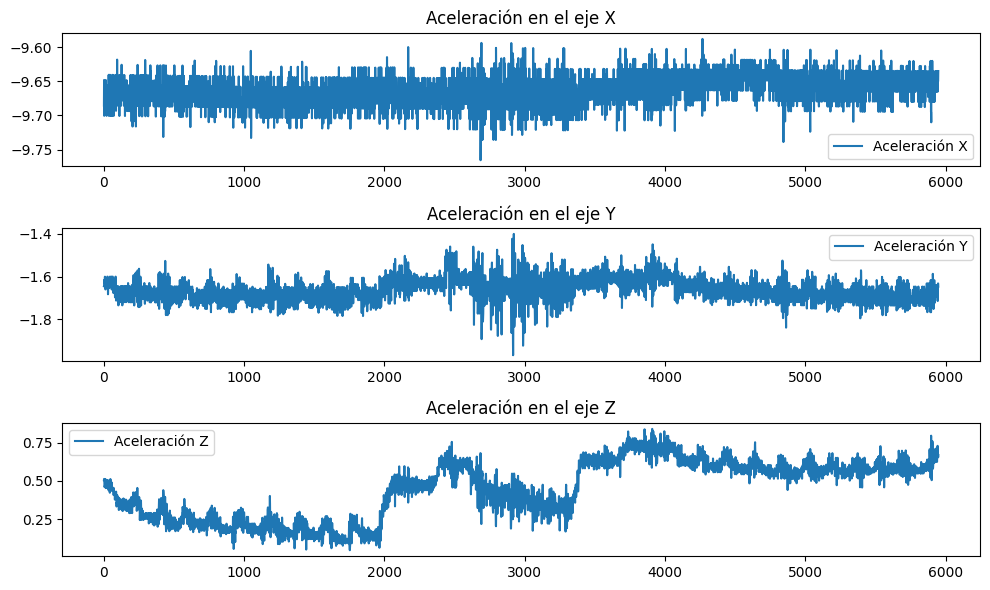 Aceleración en el eje X
−9.60
−9.65
−9.70
−9.75
Aceleración X
0 1000 2000 3000 4000 5000 6000
Aceleración en el eje Y
−1.4
−1.6
−1.8
Aceleración Y
0 1000 2000 3000 4000 5000 6000
Aceleración en el eje Z
0.75
0.50
0.25
Aceleración Z
0 1000 2000 3000 4000 5000 6000